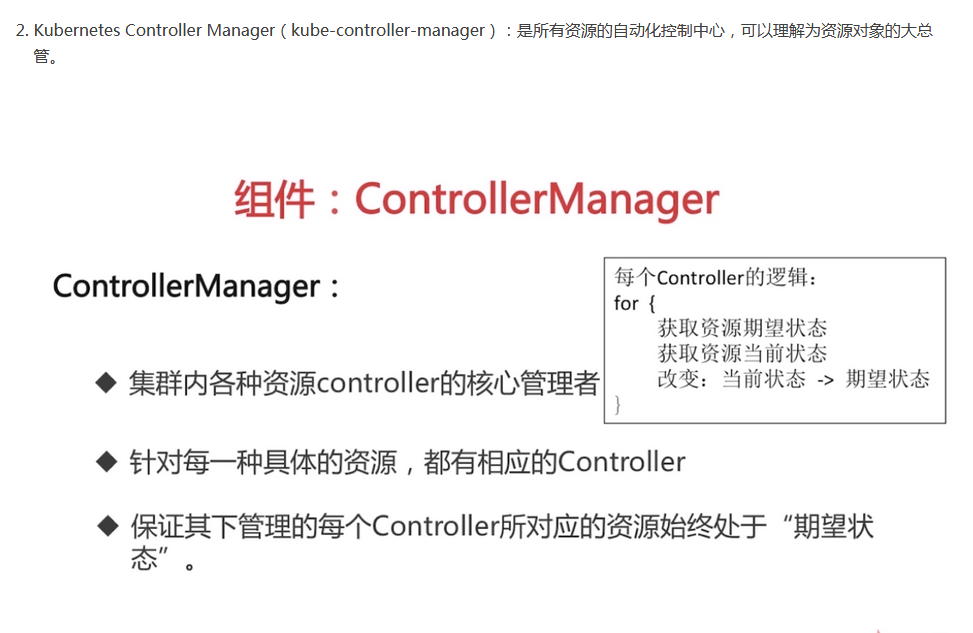 2. Kubernetes Controller Manager（kube-controller-manager）：是所有资源的自动化控制中心，可以理解为资源对象的大总
管。
组件：ControllerManager
ControllerManager：
每个Controller的逻辑：
for {
获取资源期望状态
获取资源当前状态
改变：当前状态 -> 期望状态
}
◆ 集群内各种资源controller的核心管理者
◆ 针对每一种具体的资源，都有相应的Controller
◆ 保证其下管理的每个Controller所对应的资源始终处于“期望状
态”。